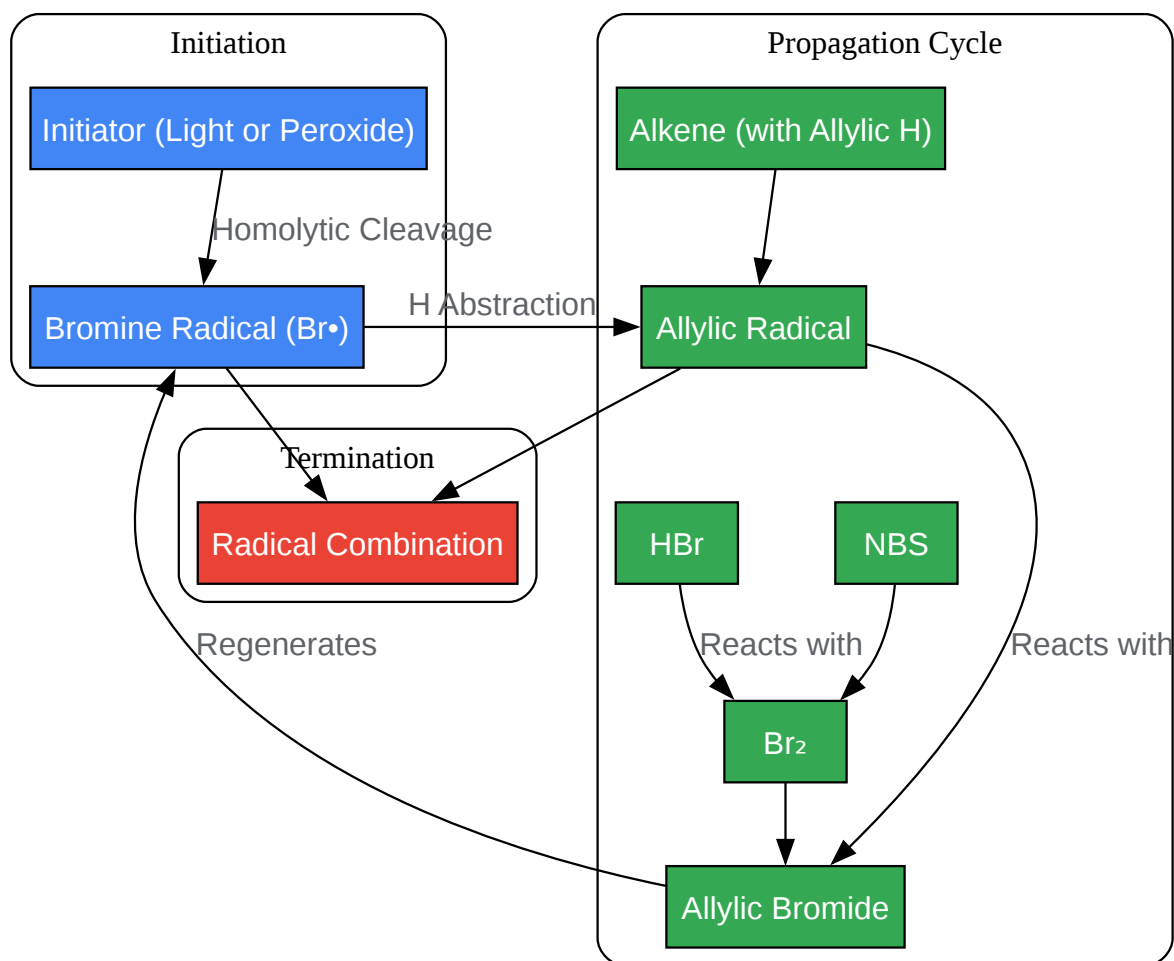 Initiation
Propagation Cycle
Initiator (Light or Peroxide)
Alkene (with Allylic H)
Homolytic Cleavage
Bromine Radical (Br•)
H Abstraction
Allylic Radical
Termination
Radical Combination
HBr
NBS
Regenerates
Reacts with
Reacts with
Br₂
Allylic Bromide